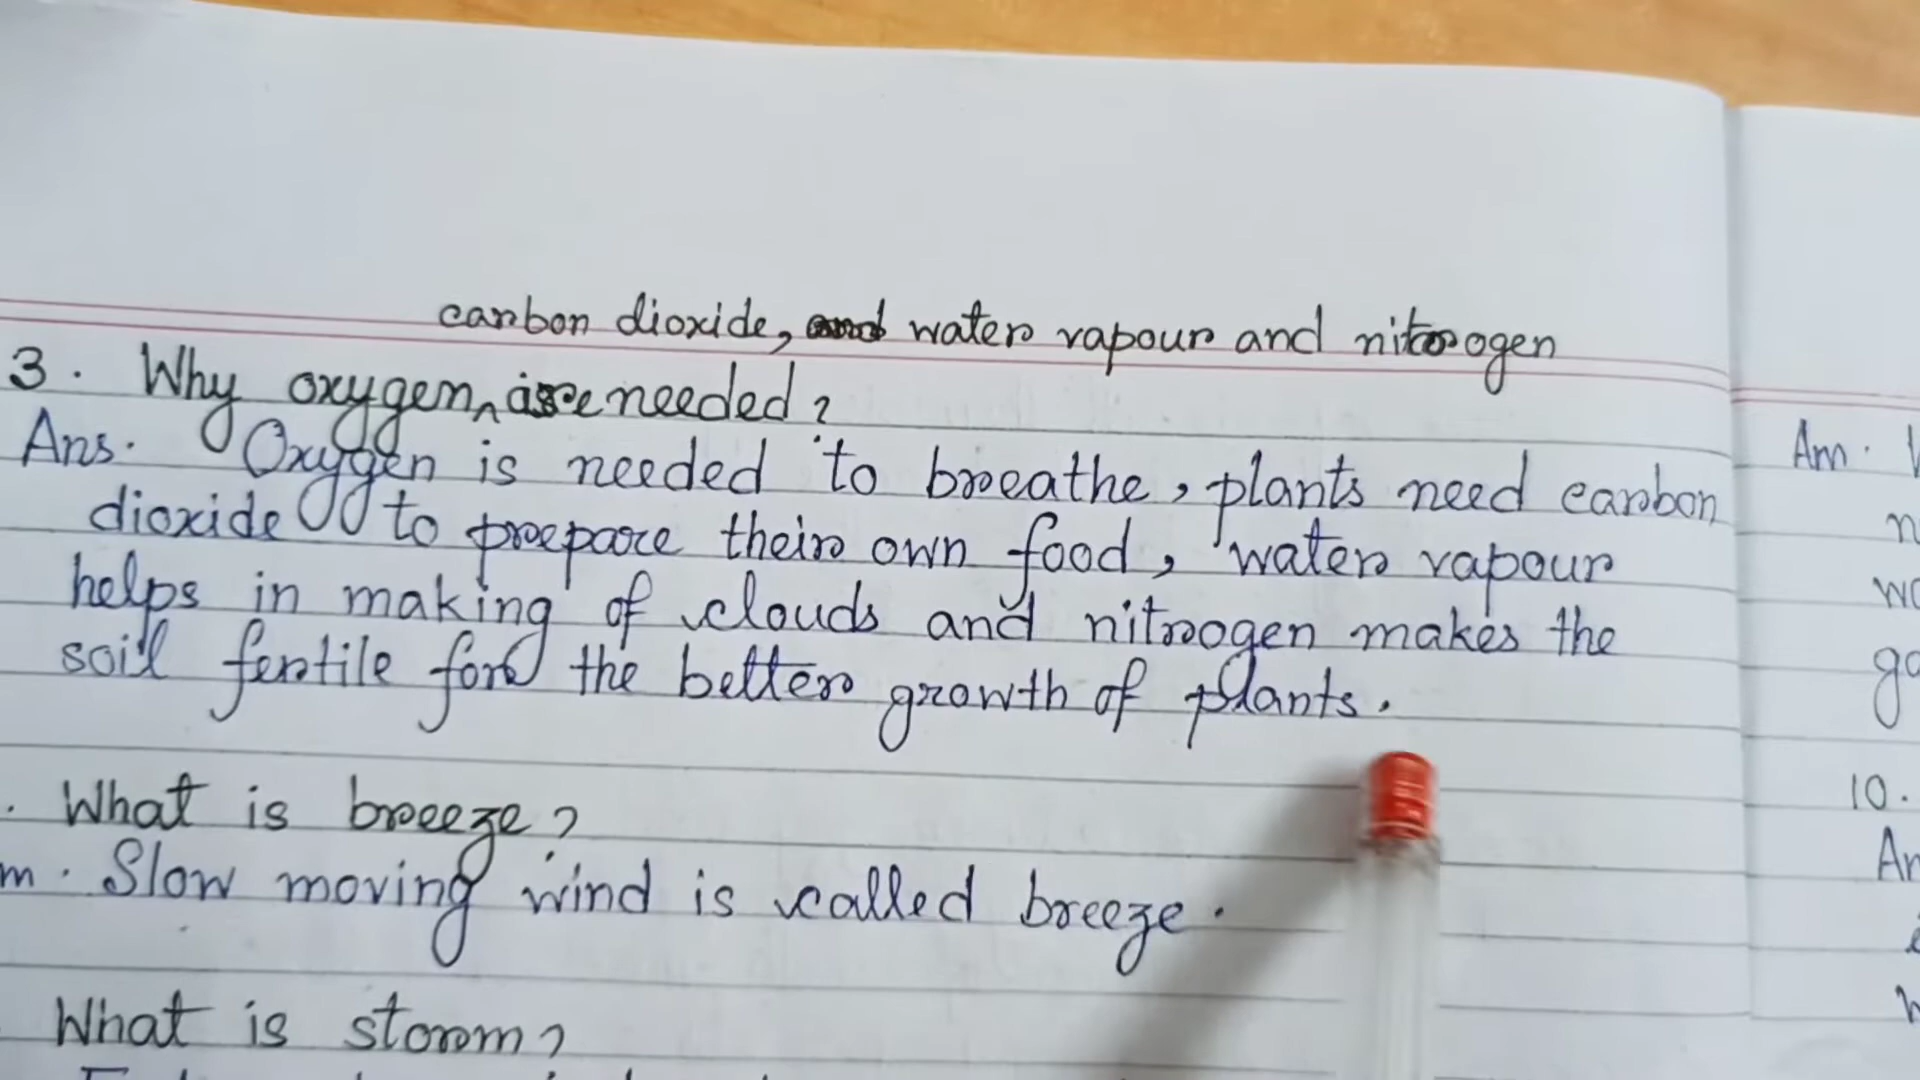 carbon dioxide, and water vapour and nitrogen
3. Why oxygen ^ are needed?
Ans. Oxygen is needed to breathe, plants need carbon
dioxide to prepare their own food, water vapour
helps in making of clouds and nitrogen makes the
soil fertile for the better growth of plants.
. What is breeze?
m. Slow moving wind is called breeze.
What is storm?
Am.
10.